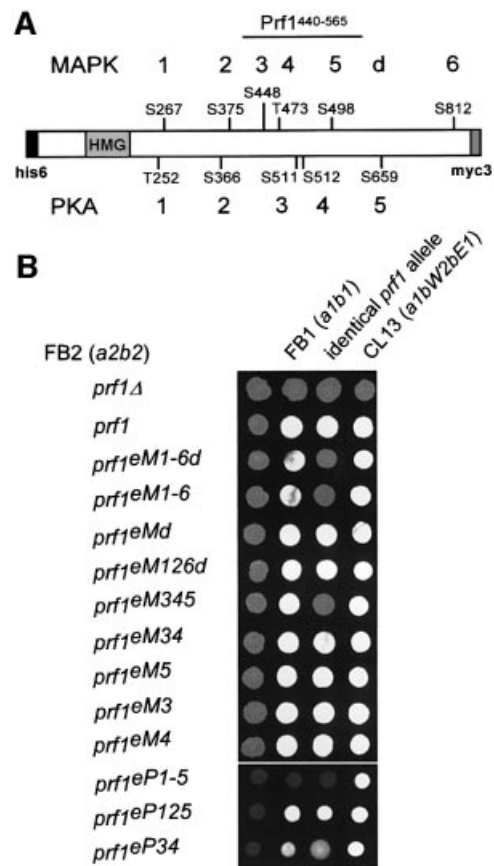 A
Prf1440-565
MAPK 1 2 3 4 5 d 6
S448
S267 S375 T473 S498 S812
HMG
his6 myc3
T252 S366 S511 S512 S659
PKA 1 2 3 4 5
B
FB1 (a1b1)
identical prf1 allele
CL13 (a1bW2bE1)
FB2 (a2b2)
prf1Δ
prf1
prf1eM1-6d
prf1eM1-6
prf1eMd
prf1eM126d
prf1eM345
prf1eM34
prf1eM5
prf1eM3
prf1eM4
prf1eP1-5
prf1eP125
prf1eP34